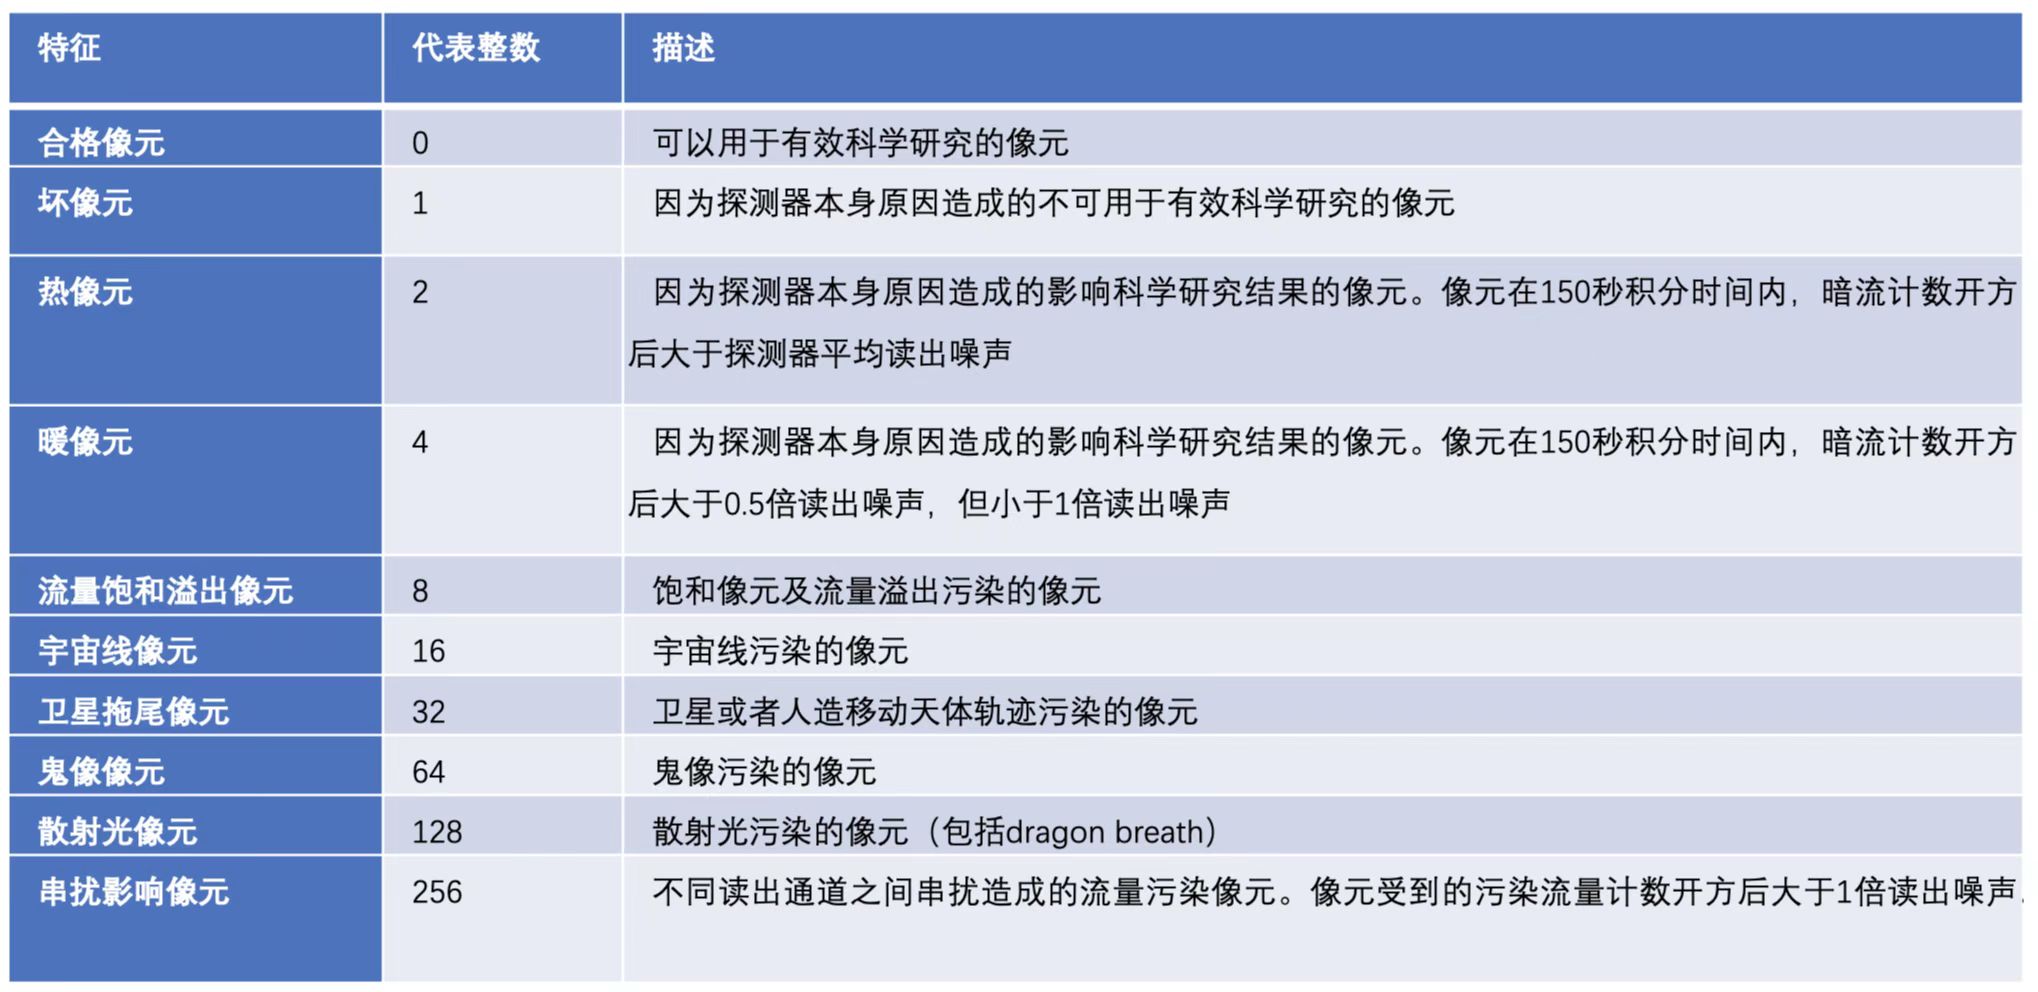 特征 代表整数 描述
合格像元 0 可以用于有效科学研究的像元
坏像元 1 因为探测器本身原因造成的不可用于有效科学研究的像元
热像元 2 因为探测器本身原因造成的影响科学研究结果的像元。像元在150秒积分时间内，暗流计数开方
后大于探测器平均读出噪声
暖像元 4 因为探测器本身原因造成的影响科学研究结果的像元。像元在150秒积分时间内，暗流计数开方
后大于0.5倍读出噪声，但小于1倍读出噪声
流量饱和溢出像元 8 饱和像元及流量溢出污染的像元
宇宙线像元 16 宇宙线污染的像元
卫星拖尾像元 32 卫星或者人造移动天体轨迹污染的像元
鬼像像元 64 鬼像污染的像元
散射光像元 128 散射光污染的像元（包括dragon breath）
串扰影响像元 256 不同读出通道之间串扰造成的流量污染像元。像元受到的污染流量计数开方后大于1倍读出噪声.